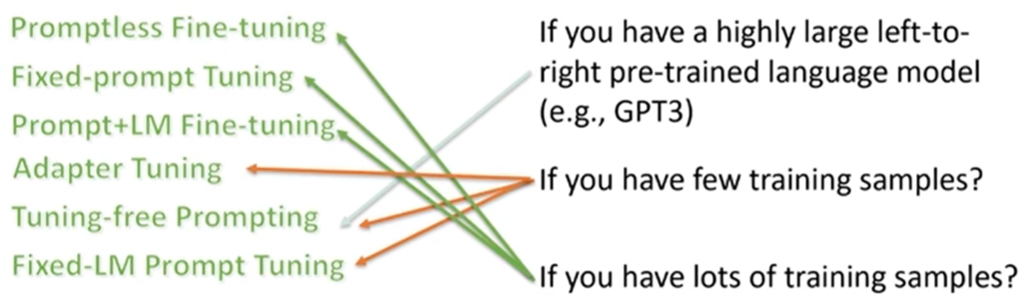 Promptless Fine-tuning
Fixed-prompt Tuning
Prompt+LM Fine-tuning
Adapter Tuning
Tuning-free Prompting
Fixed-LM Prompt Tuning
If you have a highly large left-to-
right pre-trained language model
(e.g., GPT3)
If you have few training samples?
If you have lots of training samples?